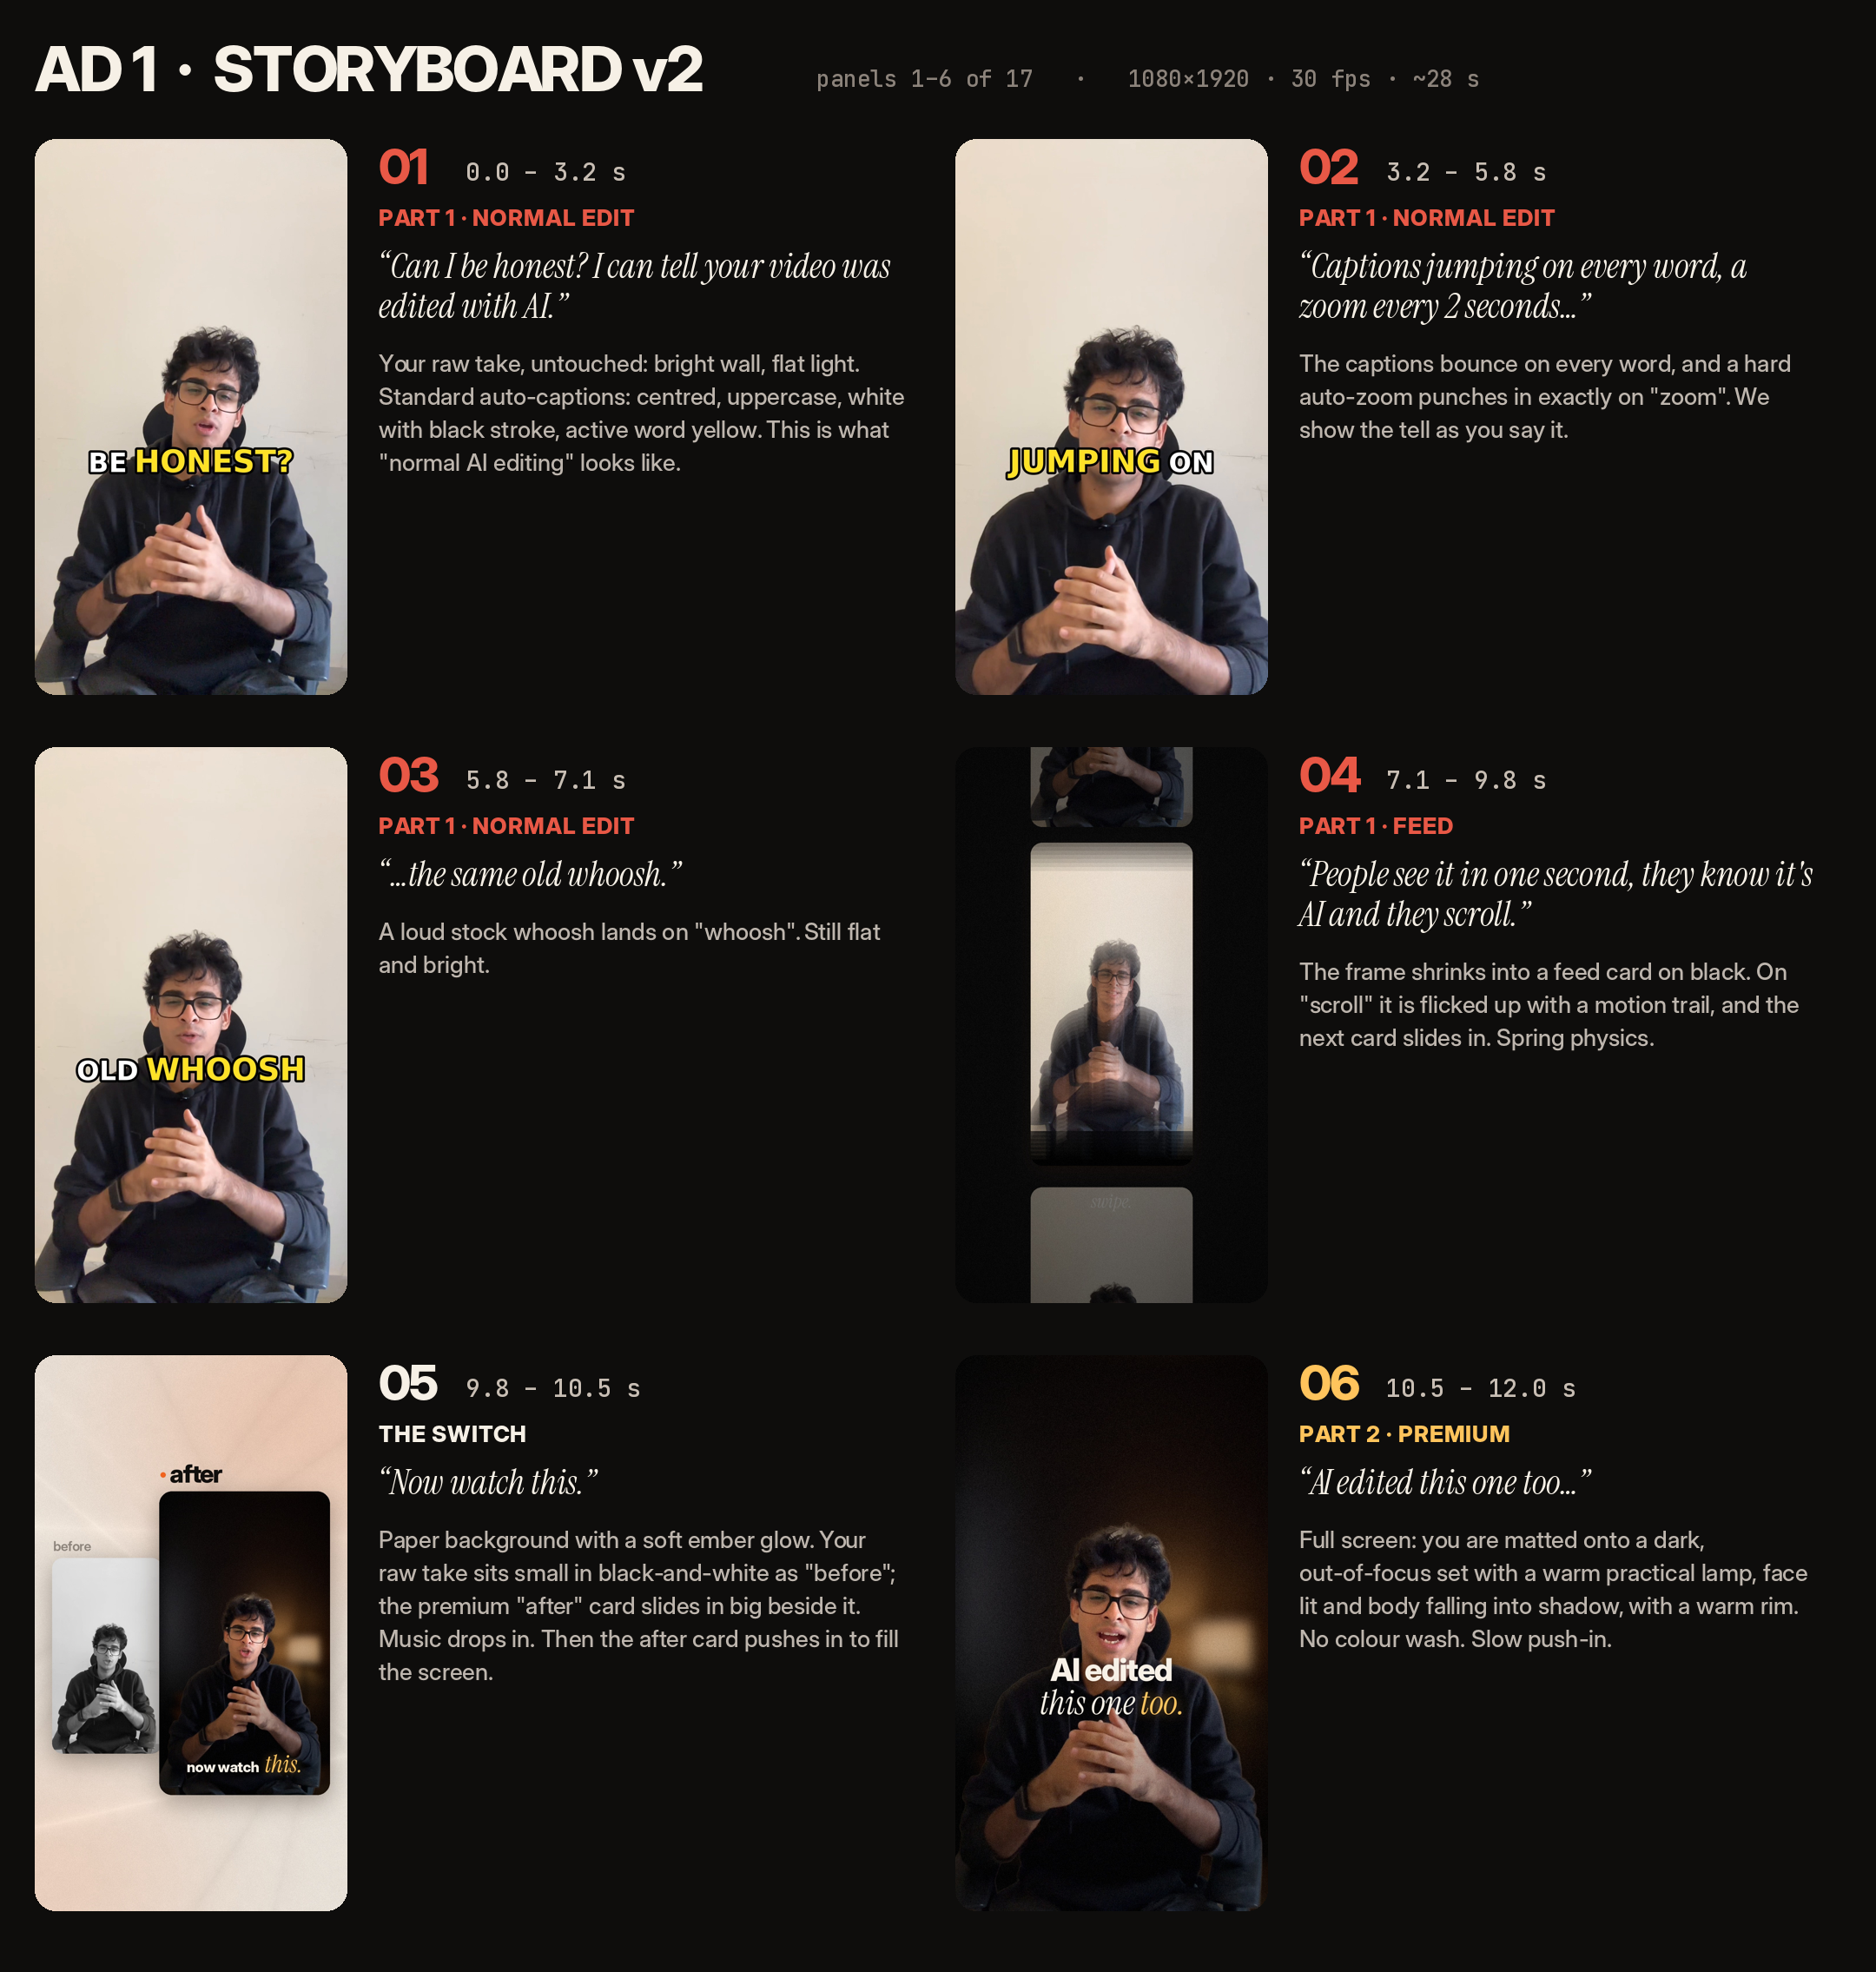 AD 1 · STORYBOARD v2
panels 1–6 of 17 · 1080×1920 · 30 fps · ~28 s
BE HONEST?
01 0.0 – 3.2 s
PART 1 · NORMAL EDIT
“Can I be honest? I can tell your video was
edited with AI.”
Your raw take, untouched: bright wall, flat light.
Standard auto-captions: centred, uppercase, white
with black stroke, active word yellow. This is what
"normal AI editing" looks like.
JUMPING ON
02 3.2 – 5.8 s
PART 1 · NORMAL EDIT
“Captions jumping on every word, a
zoom every 2 seconds...”
The captions bounce on every word, and a hard
auto-zoom punches in exactly on "zoom". We
show the tell as you say it.
OLD WHOOSH
03 5.8 – 7.1 s
PART 1 · NORMAL EDIT
“...the same old whoosh.”
A loud stock whoosh lands on "whoosh". Still flat
and bright.
swipe.
04 7.1 – 9.8 s
PART 1 · FEED
“People see it in one second, they know it's
AI and they scroll.”
The frame shrinks into a feed card on black. On
"scroll" it is flicked up with a motion trail, and the
next card slides in. Spring physics.
after
before
now watch this.
05 9.8 – 10.5 s
THE SWITCH
“Now watch this.”
Paper background with a soft ember glow. Your
raw take sits small in black-and-white as "before";
the premium "after" card slides in big beside it.
Music drops in. Then the after card pushes in to fill
the screen.
AI edited
this one too.
06 10.5 – 12.0 s
PART 2 · PREMIUM
“AI edited this one too...”
Full screen: you are matted onto a dark,
out-of-focus set with a warm practical lamp, face
lit and body falling into shadow, with a warm rim.
No colour wash. Slow push-in.